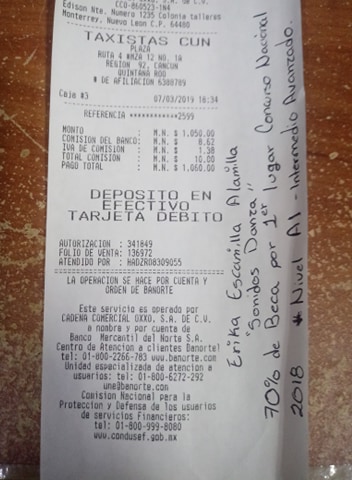 CCO-860523-1N4
Edison Nte. Numero 1235 Colonia talleres
Monterrey, Nuevo Leon C.P. 64480
TAXISTAS CUN
PLAZA
RUTA 4 #MZA 12 NO. 10
REGION 92, CANCUN
QUINTANA ROO
# DE AFILIACION 6380789
Caja #3 07/03/2019 16:34
REFERENCIA ************2599
MONTO : M.N. $ 1,050.00
COMISION DEL BANCO: M.N. $ 8.62
IVA DE COMISION : M.N. $ 1.38
TOTAL COMISION : M.N. $ 10.00
PAGO TOTAL : M.N. $ 1,060.00
DEPOSITO EN
EFECTIVO
TARJETA DEBITO
AUTORIZACION : 341849
FOLIO DE VENTA: 136972
ATENDIDO POR : HADZR08309055
LA OPERACION SE HACE POR CUENTA Y
ORDEN DE BANORTE
Este servicio es operado por
CADENA COMERCIAL OXXO, S.A. DE C.V.
a nombre y por cuenta de
Banco Mercantil del Norte S.A.
Centro de Atencion a clientes Banortel
tel: 01-800-2266-783 www.banorte.com
Unidad especializada de atencion a
usuarios: tel: 01-800-6272-292
une@banorte.com
Comision Nacional para la
Proteccion y Defensa de los usuarios
de servicios Financieros:
tel: 01-800-999-8080
www.condusef.gob.mx
Erika Escamilla Alamilla
"Sonidos Danza"
70% de Beca por 1er lugar Concurso Nacional
2018 * Nivel A1 - Intermedio Avanzado.